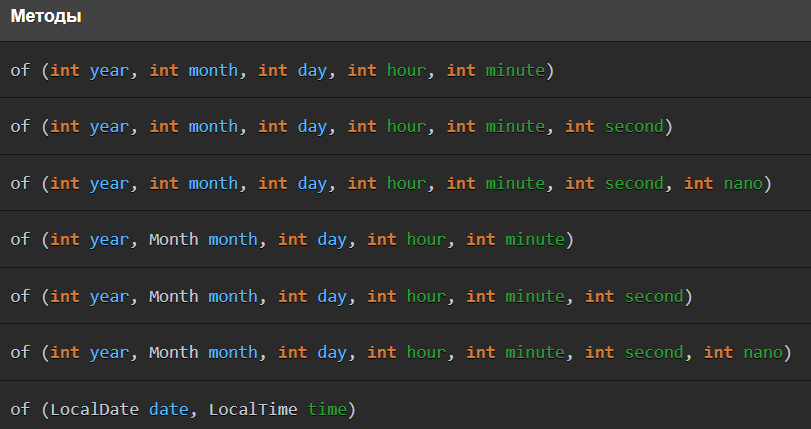 Методы
of (int year, int month, int day, int hour, int minute)
of (int year, int month, int day, int hour, int minute, int second)
of (int year, int month, int day, int hour, int minute, int second, int nano)
of (int year, Month month, int day, int hour, int minute)
of (int year, Month month, int day, int hour, int minute, int second)
of (int year, Month month, int day, int hour, int minute, int second, int nano)
of (LocalDate date, LocalTime time)